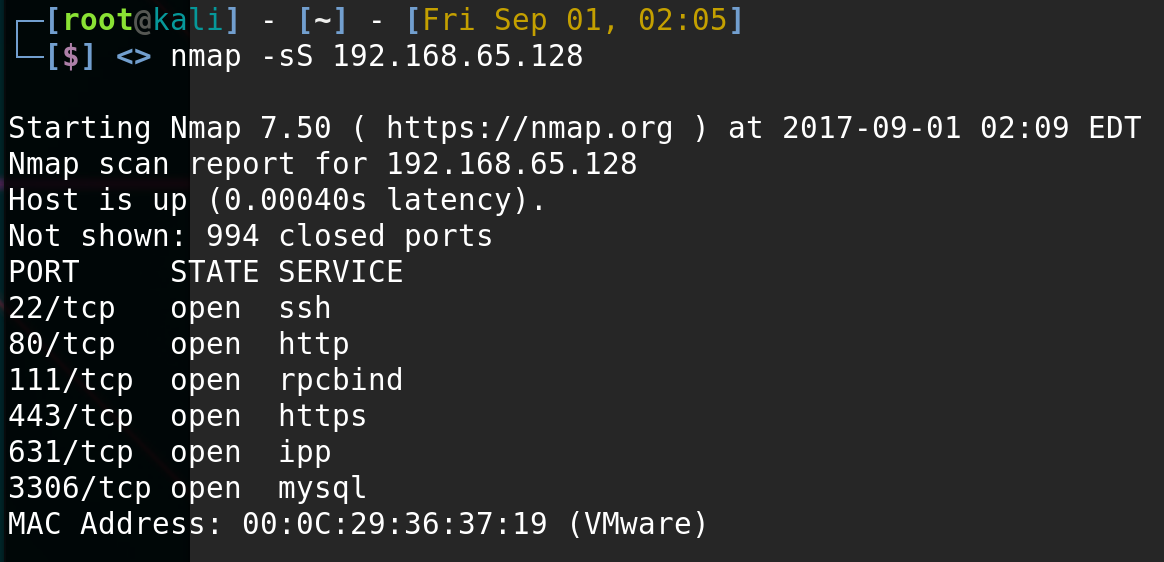 [root@kali] - [~] - [Fri Sep 01, 02:05]
[$] <> nmap -sS 192.168.65.128
Starting Nmap 7.50 ( https://nmap.org ) at 2017-09-01 02:09 EDT
Nmap scan report for 192.168.65.128
Host is up (0.00040s latency).
Not shown: 994 closed ports
PORT     STATE SERVICE
22/tcp   open  ssh
80/tcp   open  http
111/tcp  open  rpcbind
443/tcp  open  https
631/tcp  open  ipp
3306/tcp open  mysql
MAC Address: 00:0C:29:36:37:19 (VMware)